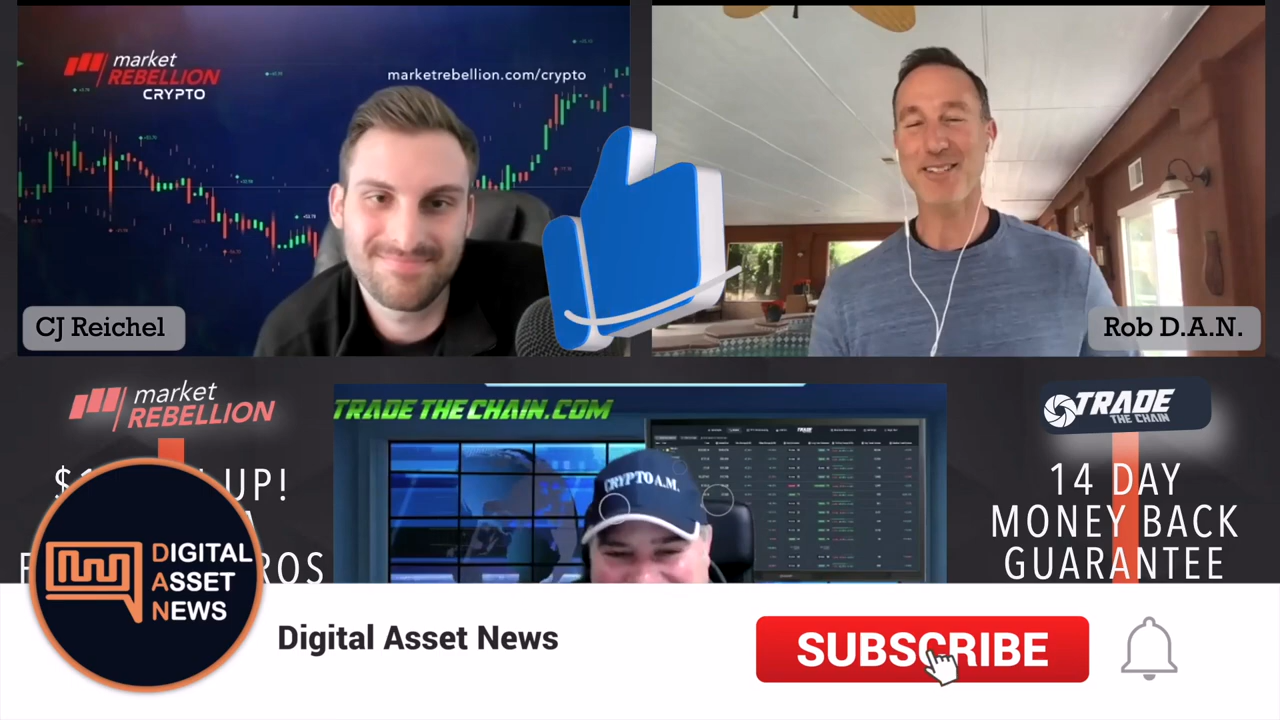 market
REBELLION
CRYPTO
marketrebellion.com/crypto
CJ Reichel
Rob D.A.N.
market
REBELLION
TRADE THE CHAIN.COM
TRADE
THE CHAIN
CRYPTO A.M.
UP!
14 DAY
MONEY BACK
GUARANTEE
ROS
DIGITAL
ASSET
NEWS
Digital Asset News
SUBSCRIBE